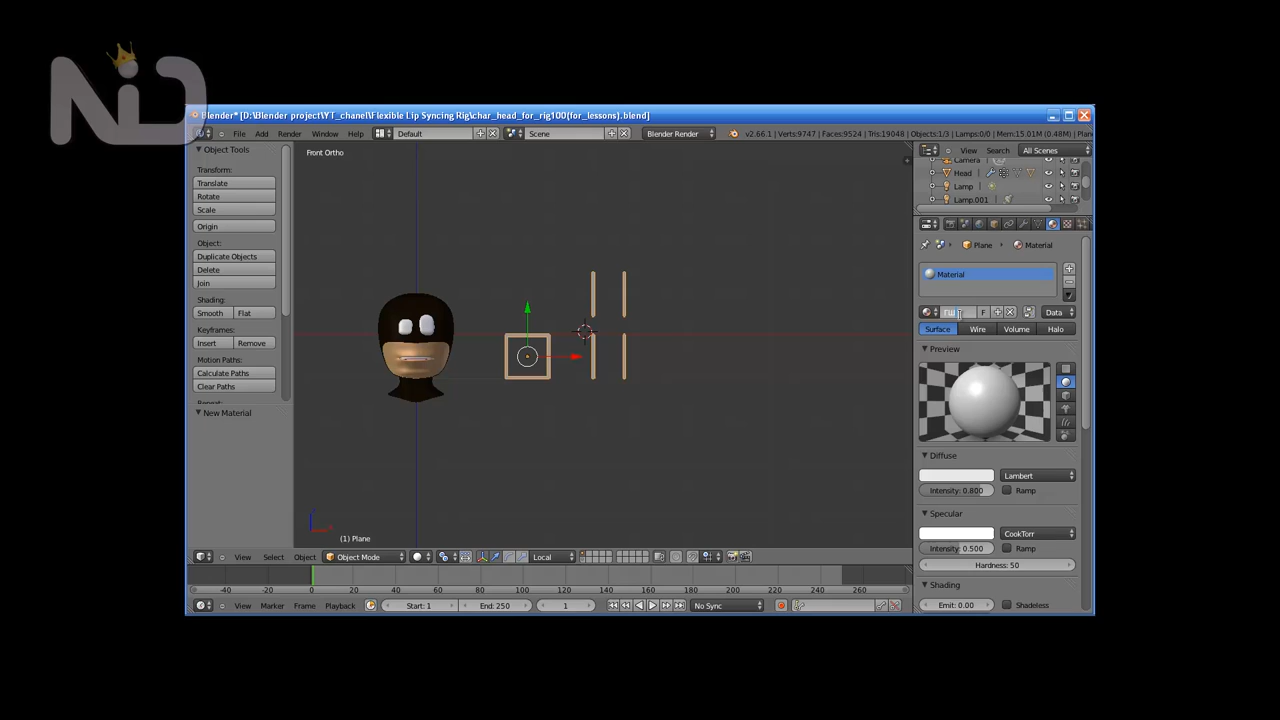 NID
Blender* [D:\Blender project\YT_chanel\Flexible Lip Syncing Rig\char_head_for_rig100(for_lessons).blend]
File Add Render Window Help Default Scene Blender Render v2.66.1 | Verts:9747 | Faces:9524 | Tris:19048 | Objects:1/3 | Lamps:0/0 | Mem:15.01M (0.48M) | Plan
Object Tools
Transform:
Translate
Rotate
Scale
Origin
Object:
Duplicate Objects
Delete
Join
Shading:
Smooth Flat
Keyframes:
Insert Remove
Motion Paths:
Calculate Paths
Clear Paths
New Material
Front Ortho
(1) Plane
View Select Object Object Mode Local
-40 -20 0 20 40 60 80 100 120 140 160 180 200 220 240 260
View Marker Frame Playback Start: 1 End: 250 1 No Sync
View Search All Scenes
Camera
Head
Lamp
Lamp.001
Plane Material
Material
F Data
Surface Wire Volume Halo
Preview
Diffuse
Lambert
Intensity: 0.800 Ramp
Specular
CookTorr
Intensity: 0.500 Ramp
Hardness: 50
Shading
Emit: 0.00 Shadeless